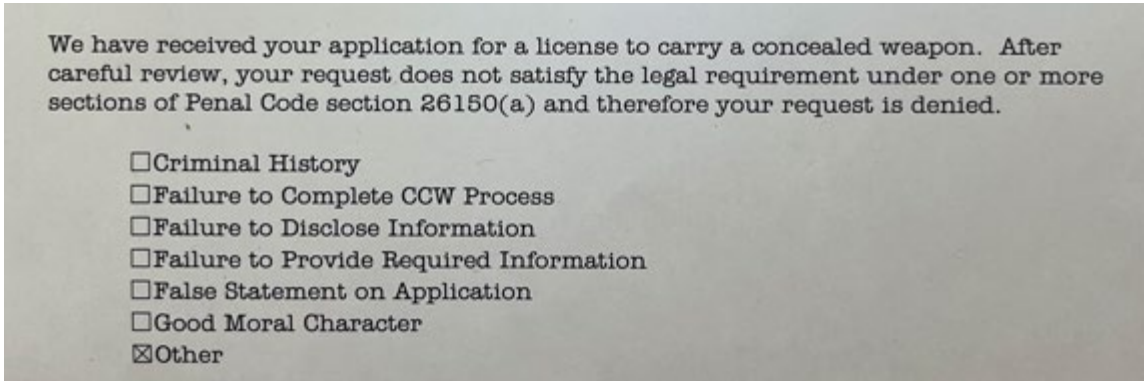 We have received your application for a license to carry a concealed weapon.  After
careful review, your request does not satisfy the legal requirement under one or more
sections of Penal Code section 26150(a) and therefore your request is denied.
☐Criminal History
☐Failure to Complete CCW Process
☐Failure to Disclose Information
☐Failure to Provide Required Information
☐False Statement on Application
☐Good Moral Character
☒Other